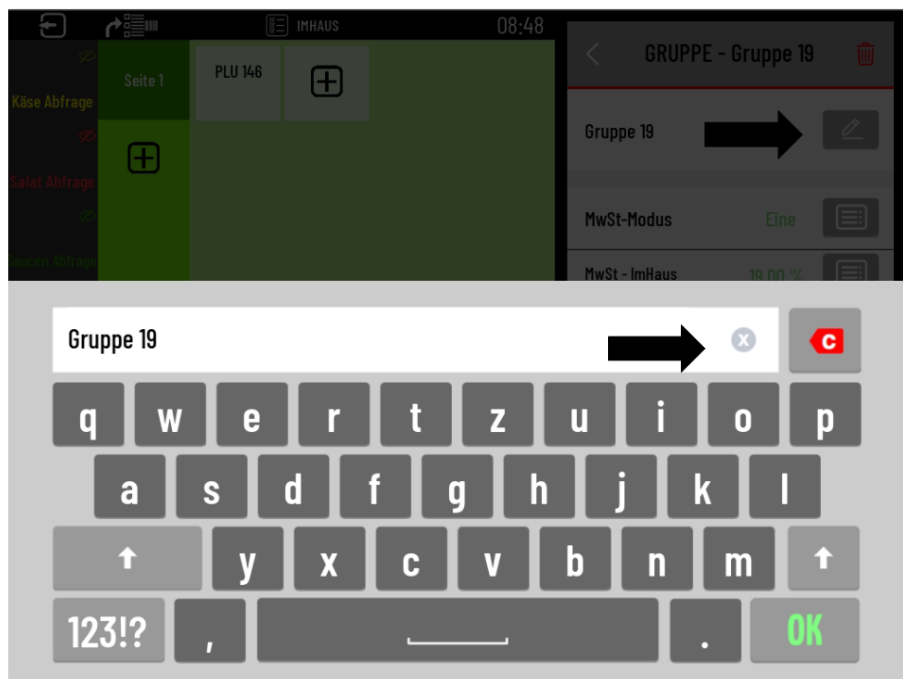 IMHAUS
08:48
Käse Abfrage
Salat Abfrage
Saucen Abfrage
Seite 1
PLU 146
GRUPPE - Gruppe 19
Gruppe 19
MwSt-Modus Eine
MwSt - ImHaus 19.00 %
Gruppe 19
x
C
q w e r t z u i o p
a s d f g h j k l
y x c v b n m
123!? , . OK